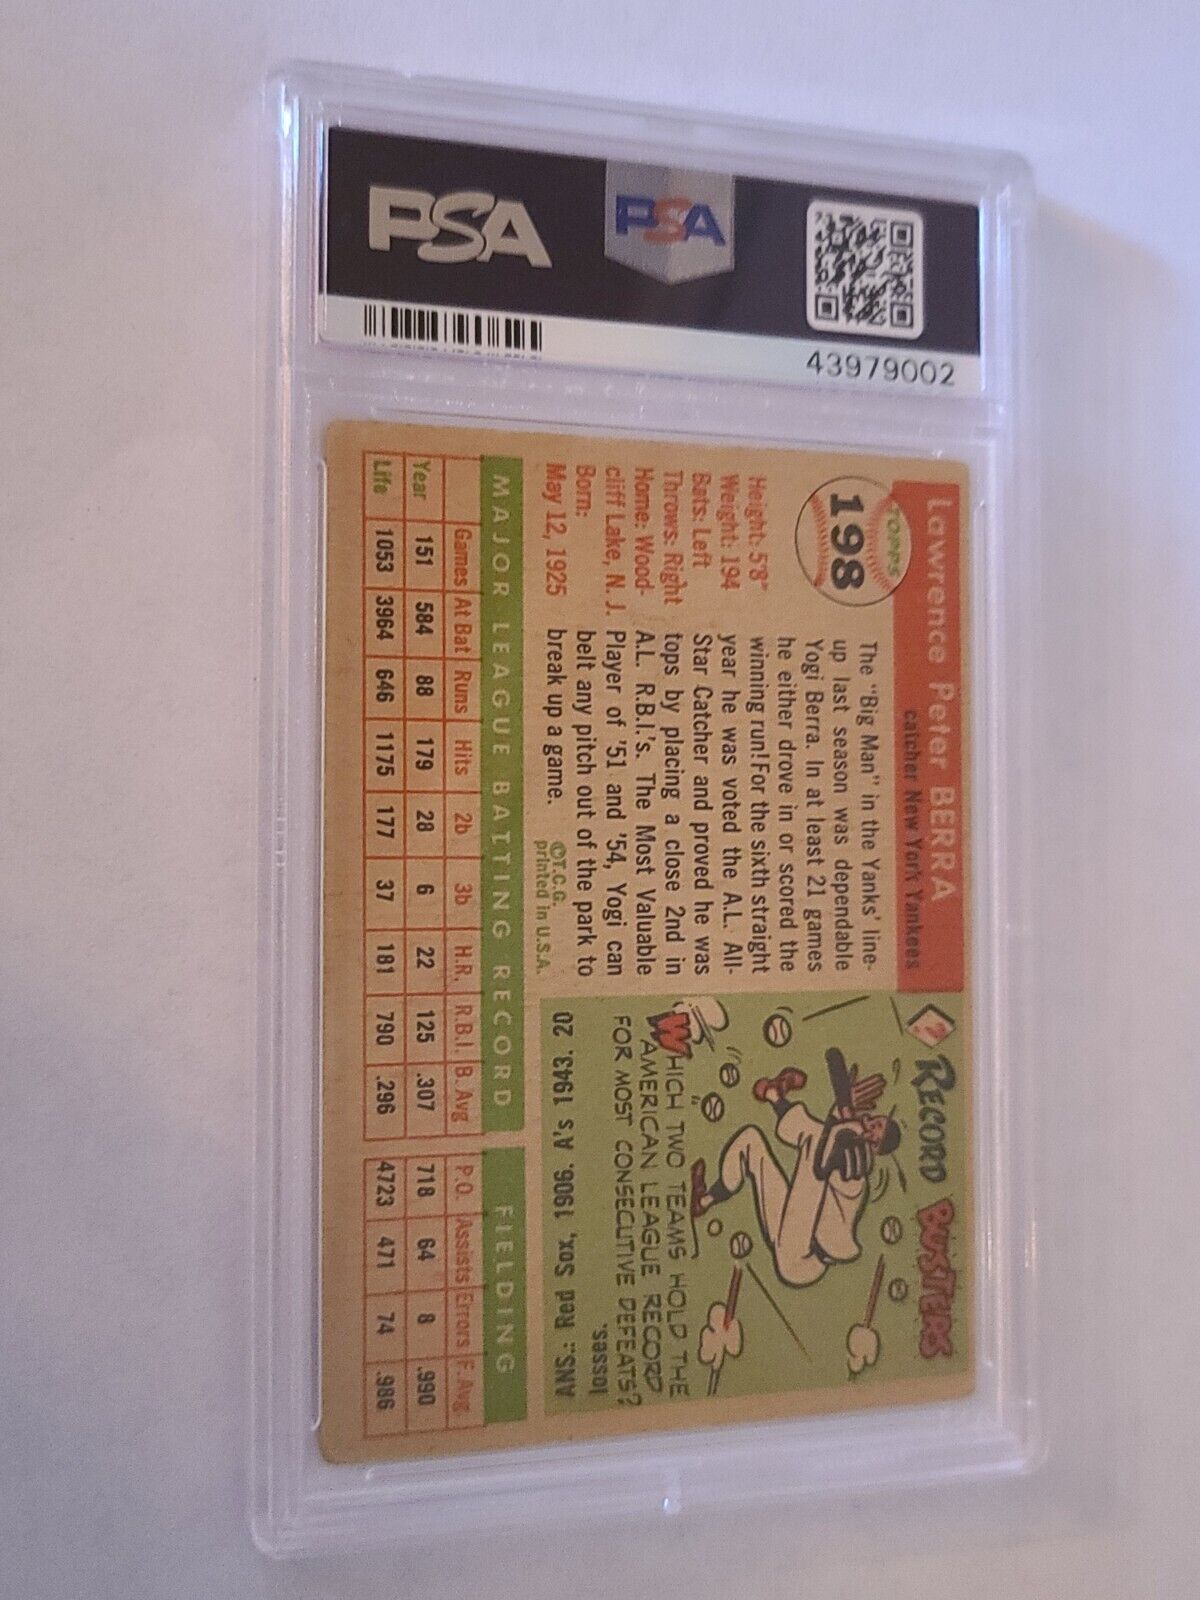 PSA
PSA
43979002
Lawrence Peter BERRA
catcher New York Yankees
TOPPS
198
Height: 5'8"
Weight: 194
Bats: Left
Throws: Right
Home: Wood-
cliff Lake, N. J.
Born:
May 12, 1925
The "Big Man" in the Yanks' line-
up last season was dependable
Yogi Berra. In at least 21 games
he either drove in or scored the
winning run! For the sixth straight
year he was voted the A.L. All-
Star Catcher and proved he was
tops by placing a close 2nd in
A.L. R.B.I.'s. The Most Valuable
Player of '51 and '54, Yogi can
belt any pitch out of the park to
break up a game.
©T.C.G.
printed in U.S.A.
? RECORD BUSTERS
WHICH TWO TEAMS HOLD THE
AMERICAN LEAGUE RECORD
FOR MOST CONSECUTIVE DEFEATS?
ANS.: Red Sox, 1906. A's 1943. 20
losses.
MAJOR LEAGUE BATTING RECORD FIELDING
Games At Bat Runs Hits 2b 3b H.R. R.B.I. B. Avg P.O. Assists Errors F. Avg
Year 151 584 88 179 28 6 22 125 .307 718 64 8 .990
Life 1053 3964 646 1175 177 37 181 790 .296 4723 471 74 .986